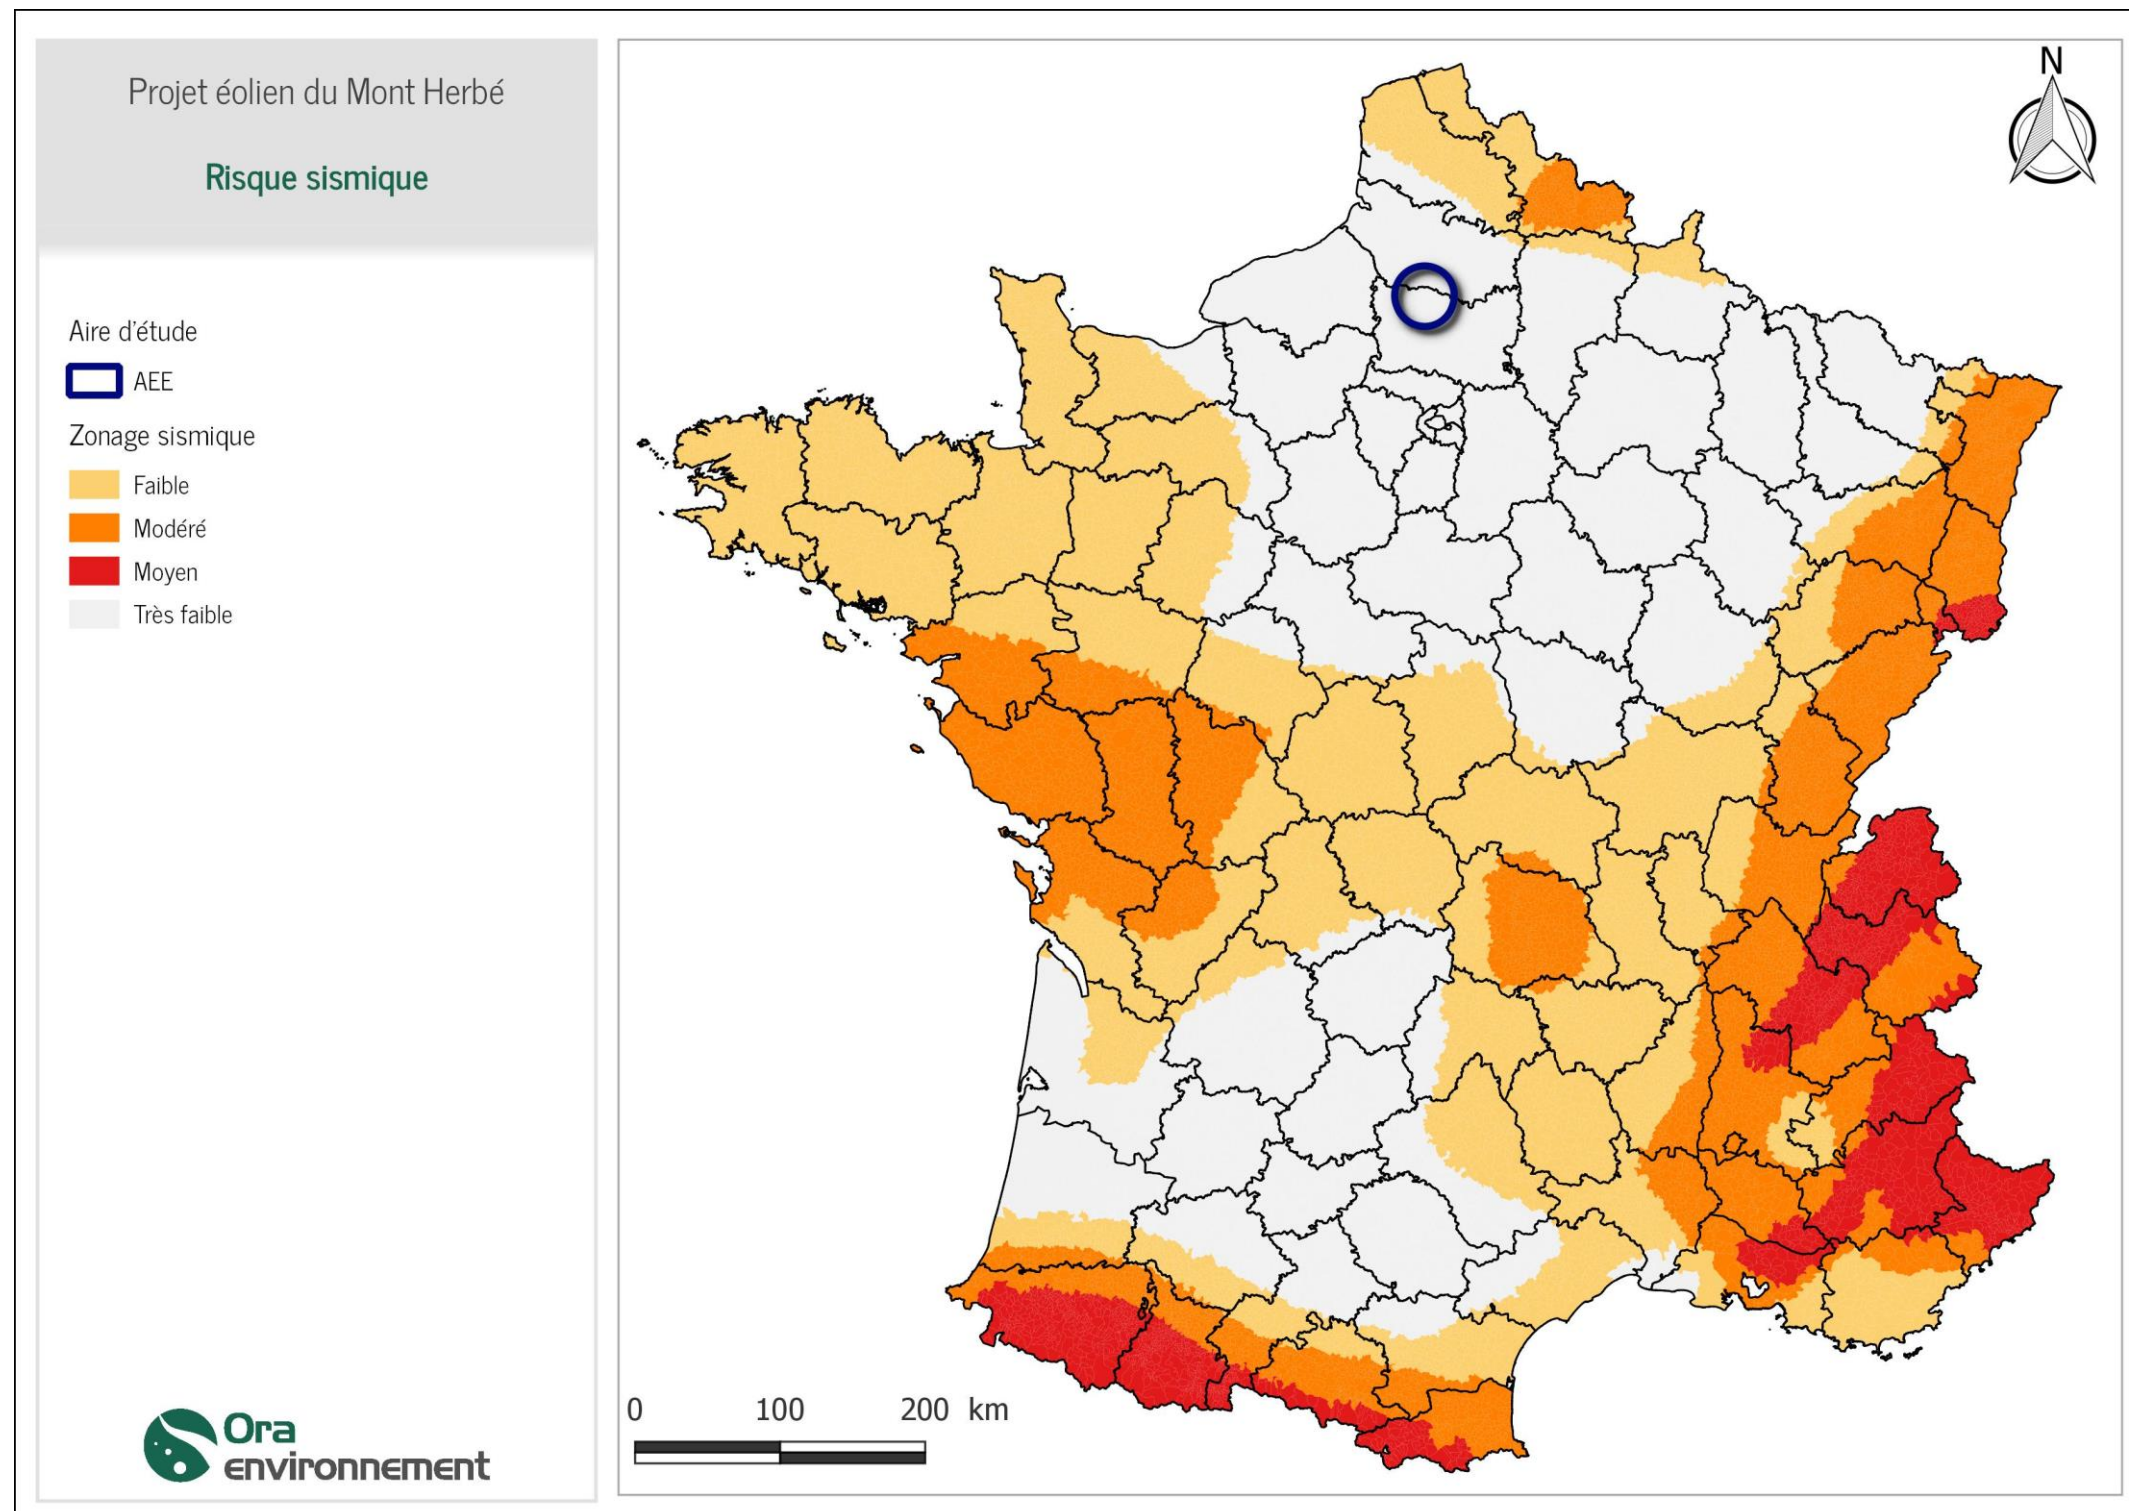 Projet éolien du Mont Herbé
Risque sismique
Aire d'étude
AEE
Zonage sismique
Faible
Modéré
Moyen
Très faible
Ora
environnement
N
0 100 200 km